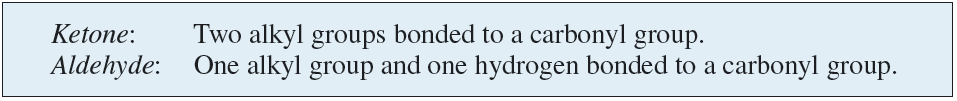 Ketone: Two alkyl groups bonded to a carbonyl group.
Aldehyde: One alkyl group and one hydrogen bonded to a carbonyl group.